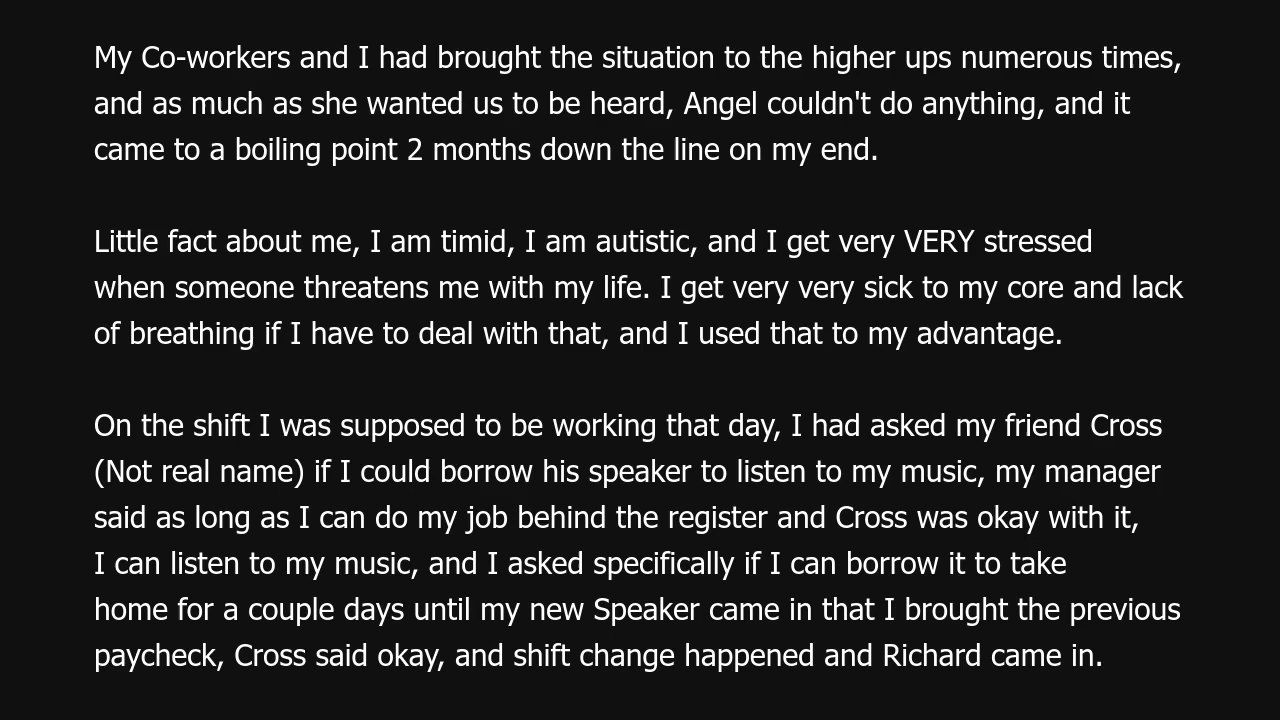 My Co-workers and I had brought the situation to the higher ups numerous times,
and as much as she wanted us to be heard, Angel couldn't do anything, and it
came to a boiling point 2 months down the line on my end.
Little fact about me, I am timid, I am autistic, and I get very VERY stressed
when someone threatens me with my life. I get very very sick to my core and lack
of breathing if I have to deal with that, and I used that to my advantage.
On the shift I was supposed to be working that day, I had asked my friend Cross
(Not real name) if I could borrow his speaker to listen to my music, my manager
said as long as I can do my job behind the register and Cross was okay with it,
I can listen to my music, and I asked specifically if I can borrow it to take
home for a couple days until my new Speaker came in that I brought the previous
paycheck, Cross said okay, and shift change happened and Richard came in.